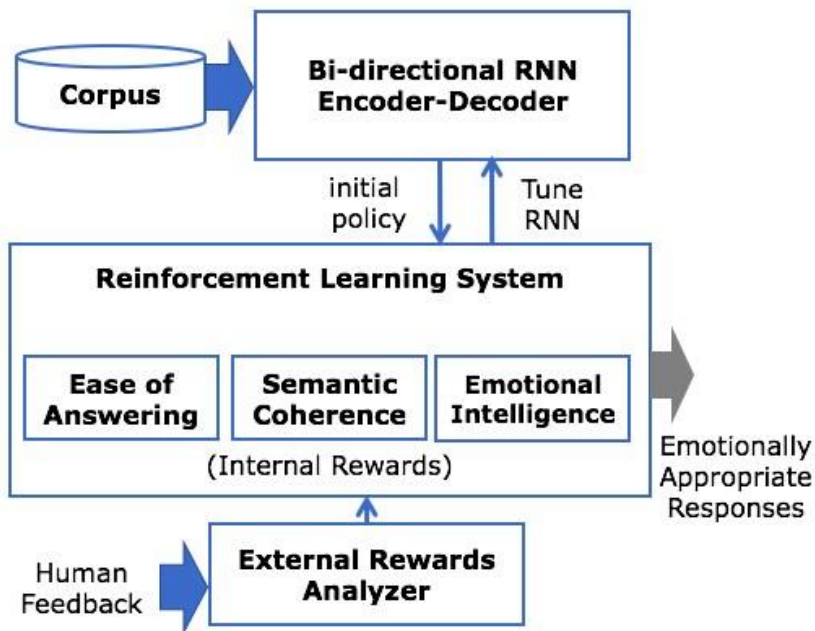 Corpus
Bi-directional RNN
Encoder-Decoder
initial
policy
Tune
RNN
Reinforcement Learning System
Ease of
Answering
Semantic
Coherence
Emotional
Intelligence
(Internal Rewards)
Emotionally
Appropriate
Responses
External Rewards
Analyzer
Human
Feedback